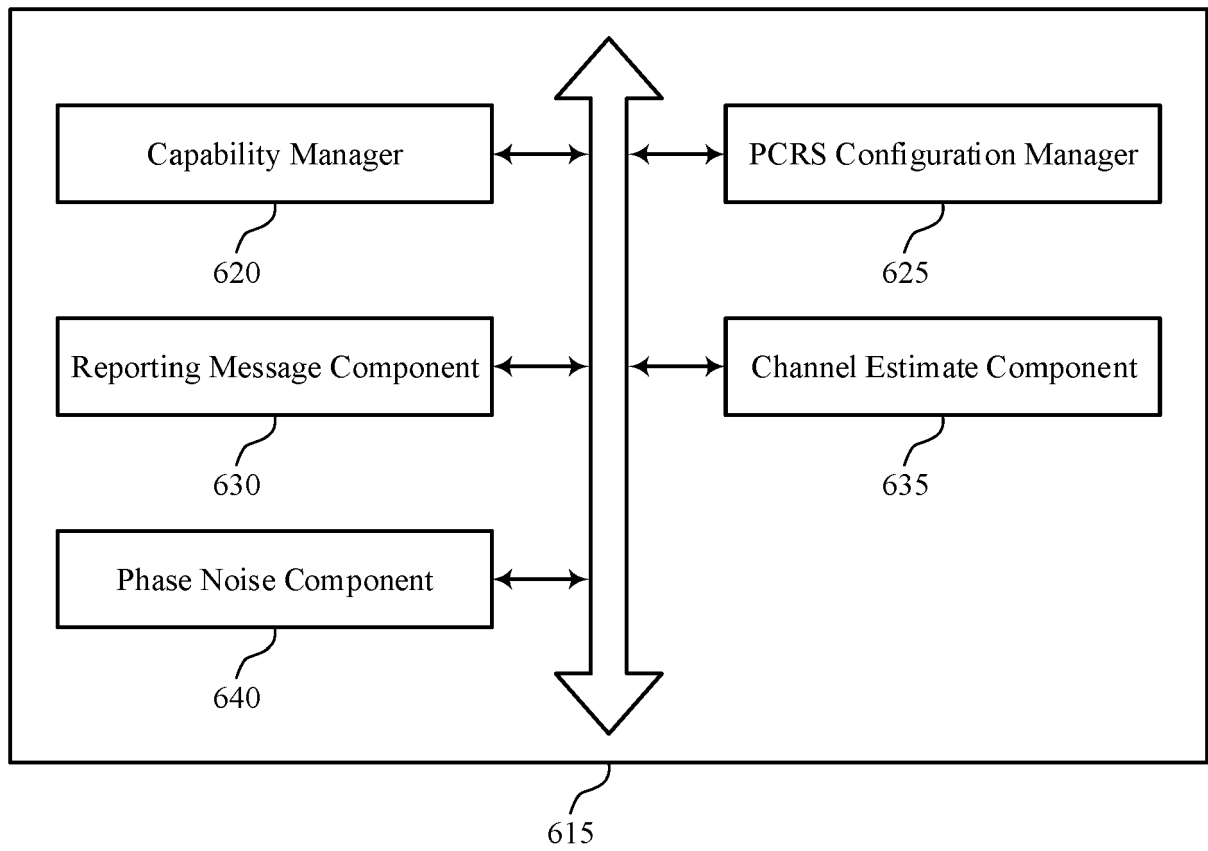 Capability Manager
620
PCRS Configuration Manager
625
Reporting Message Component
630
Channel Estimate Component
635
Phase Noise Component
640
615